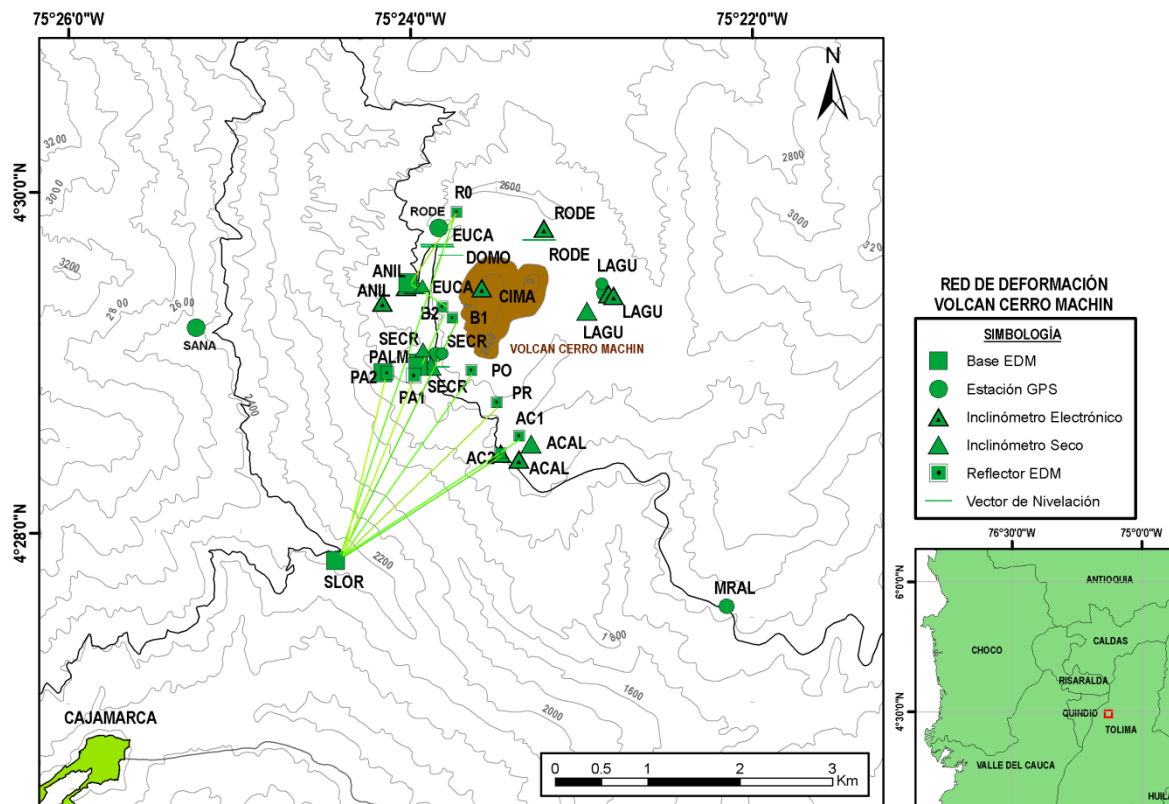 75°26'0"W
75°24'0"W
75°22'0"W
N
4°30'0"N
4°28'0"N
3200
3000
3200
2800
2600
2400
2600
2800
3000
2200
1800
1600
2000
R0
RODE
EUCA
DOMO
RODE
RODE
ANIL
ANIL
EUCA
CIMA
LAGU
LAGU
LAGU
B2
B1
SANA
SECR
SECR
VOLCAN CERRO MACHIN
PALM
PA2
PA1
SECR
PO
PR
AC1
ACAL
AC2
ACAL
SLOR
MRAL
CAJAMARCA
0 0.5 1 2 3
Km
RED DE DEFORMACIÓN
VOLCAN CERRO MACHIN
SIMBOLOGÍA
Base EDM
Estación GPS
Inclinómetro Electrónico
Inclinómetro Seco
Reflector EDM
Vector de Nivelación
76°30'0"W
75°0'0"W
6°0'0"N
4°30'0"N
ANTIOQUIA
CHOCO
CALDAS
RISARALDA
QUINDIO
TOLIMA
VALLE DEL CAUCA
HUIL